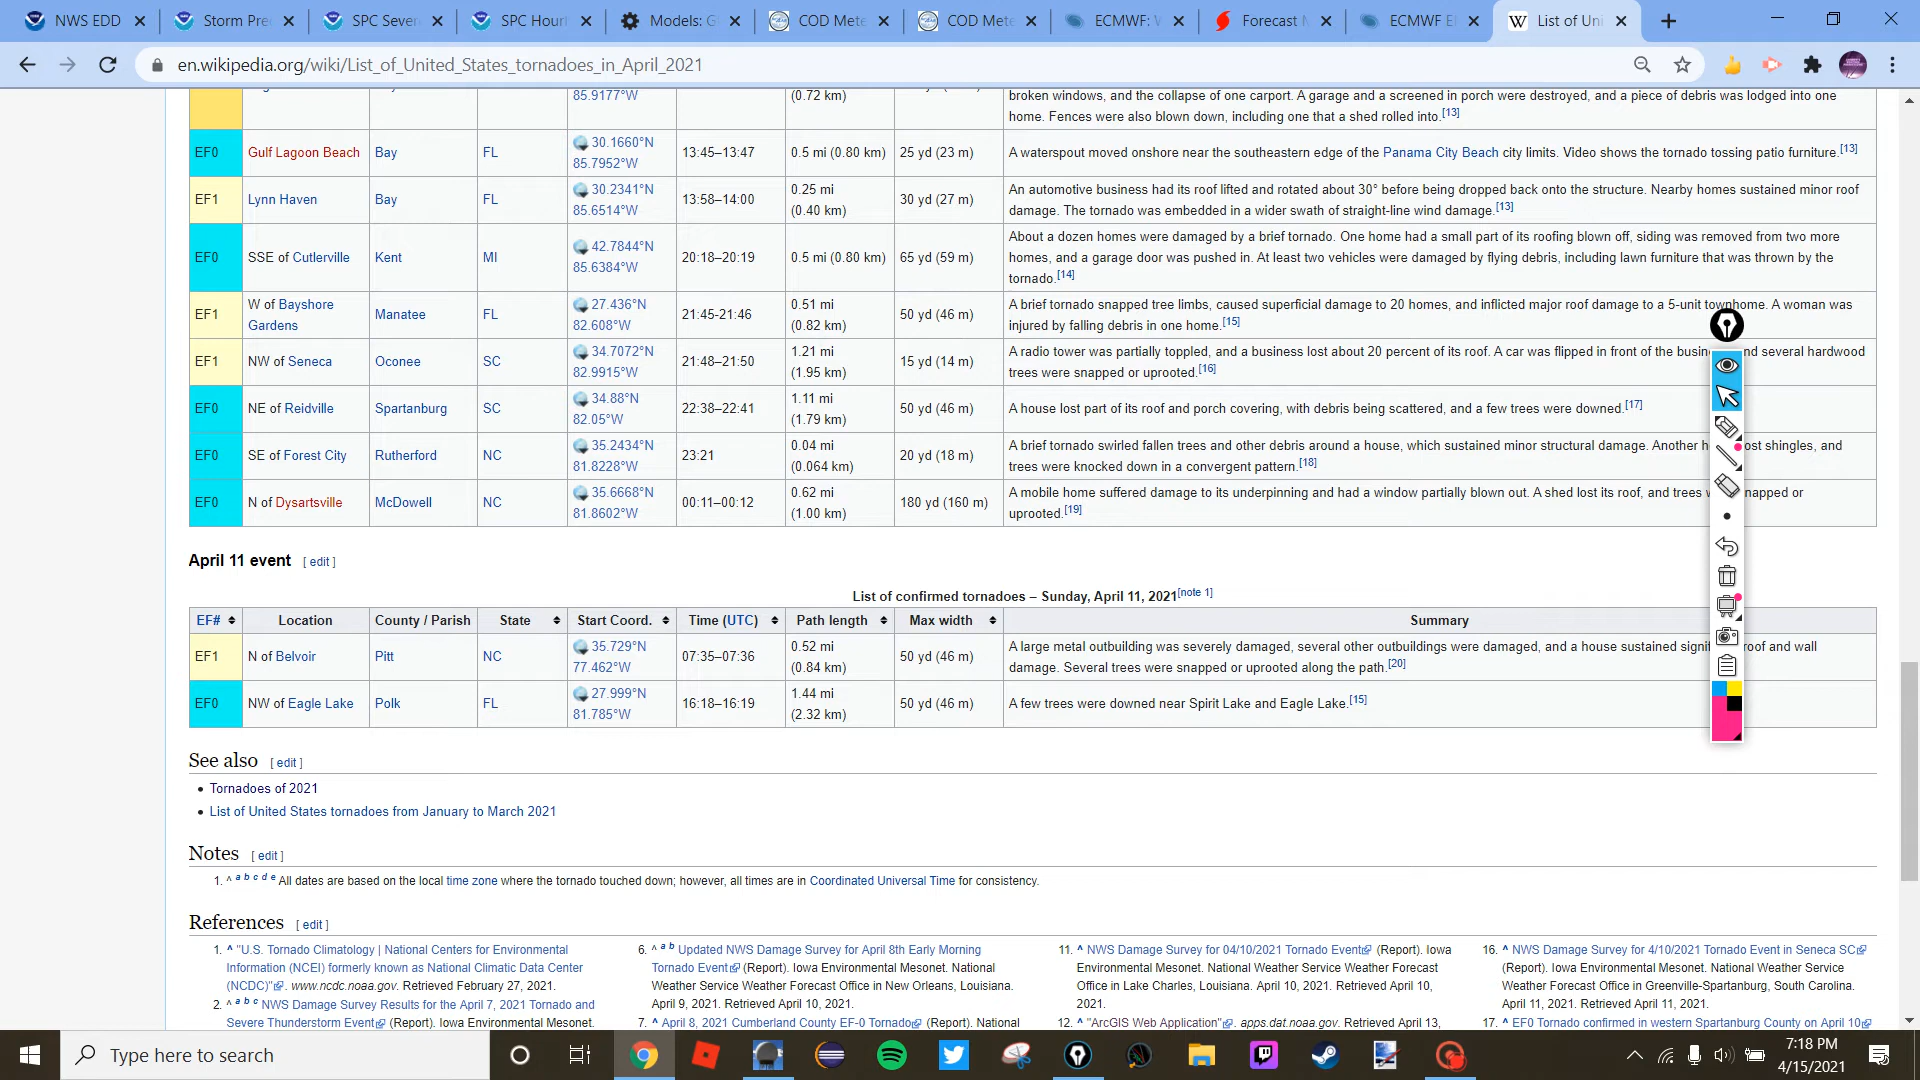 NWS EDD
Storm Pre
SPC Sever
SPC Hourl
Models: G
COD Mete
COD Mete
ECMWF: W
Forecast M
ECMWF E
List of Uni
en.wikipedia.org/wiki/List_of_United_States_tornadoes_in_April_2021
85.9177°W (0.72 km) broken windows, and the collapse of one carport. A garage and a screened in porch were destroyed, and a piece of debris was lodged into one
home. Fences were also blown down, including one that a shed rolled into.[13]
EF0 Gulf Lagoon Beach Bay FL 30.1660°N 85.7952°W 13:45–13:47 0.5 mi (0.80 km) 25 yd (23 m) A waterspout moved onshore near the southeastern edge of the Panama City Beach city limits. Video shows the tornado tossing patio furniture.[13]
EF1 Lynn Haven Bay FL 30.2341°N 85.6514°W 13:58–14:00 0.25 mi (0.40 km) 30 yd (27 m) An automotive business had its roof lifted and rotated about 30° before being dropped back onto the structure. Nearby homes sustained minor roof
damage. The tornado was embedded in a wider swath of straight-line wind damage.[13]
EF0 SSE of Cutlerville Kent MI 42.7844°N 85.6384°W 20:18–20:19 0.5 mi (0.80 km) 65 yd (59 m) About a dozen homes were damaged by a brief tornado. One home had a small part of its roofing blown off, siding was removed from two more
homes, and a garage door was pushed in. At least two vehicles were damaged by flying debris, including lawn furniture that was thrown by the
tornado.[14]
EF1 W of Bayshore Gardens Manatee FL 27.436°N 82.608°W 21:45-21:46 0.51 mi (0.82 km) 50 yd (46 m) A brief tornado snapped tree limbs, caused superficial damage to 20 homes, and inflicted major roof damage to a 5-unit townhome. A woman was
injured by falling debris in one home.[15]
EF1 NW of Seneca Oconee SC 34.7072°N 82.9915°W 21:48–21:50 1.21 mi (1.95 km) 15 yd (14 m) A radio tower was partially toppled, and a business lost about 20 percent of its roof. A car was flipped in front of the busin nd several hardwood
trees were snapped or uprooted.[16]
EF0 NE of Reidville Spartanburg SC 34.88°N 82.05°W 22:38–22:41 1.11 mi (1.79 km) 50 yd (46 m) A house lost part of its roof and porch covering, with debris being scattered, and a few trees were downed.[17]
EF0 SE of Forest City Rutherford NC 35.2434°N 81.8228°W 23:21 0.04 mi (0.064 km) 20 yd (18 m) A brief tornado swirled fallen trees and other debris around a house, which sustained minor structural damage. Another h ost shingles, and
trees were knocked down in a convergent pattern.[18]
EF0 N of Dysartsville McDowell NC 35.6668°N 81.8602°W 00:11–00:12 0.62 mi (1.00 km) 180 yd (160 m) A mobile home suffered damage to its underpinning and had a window partially blown out. A shed lost its roof, and trees w napped or
uprooted.[19]
April 11 event [ edit ]
List of confirmed tornadoes – Sunday, April 11, 2021[note 1]
EF# Location County / Parish State Start Coord. Time (UTC) Path length Max width Summary
EF1 N of Belvoir Pitt NC 35.729°N 77.462°W 07:35–07:36 0.52 mi (0.84 km) 50 yd (46 m) A large metal outbuilding was severely damaged, several other outbuildings were damaged, and a house sustained signif roof and wall
damage. Several trees were snapped or uprooted along the path.[20]
EF0 NW of Eagle Lake Polk FL 27.999°N 81.785°W 16:18–16:19 1.44 mi (2.32 km) 50 yd (46 m) A few trees were downed near Spirit Lake and Eagle Lake.[15]
See also [ edit ]
• Tornadoes of 2021
• List of United States tornadoes from January to March 2021
Notes [ edit ]
1. ^ a b c d e All dates are based on the local time zone where the tornado touched down; however, all times are in Coordinated Universal Time for consistency.
References [ edit ]
1. ^ "U.S. Tornado Climatology | National Centers for Environmental
Information (NCEI) formerly known as National Climatic Data Center
(NCDC)". www.ncdc.noaa.gov. Retrieved February 27, 2021.
2. ^ a b c NWS Damage Survey Results for the April 7, 2021 Tornado and
Severe Thunderstorm Event (Report). Iowa Environmental Mesonet.
6. ^ a b Updated NWS Damage Survey for April 8th Early Morning
Tornado Event (Report). Iowa Environmental Mesonet. National
Weather Service Weather Forecast Office in New Orleans, Louisiana.
April 9, 2021. Retrieved April 10, 2021.
7. ^ April 8, 2021 Cumberland County EF-0 Tornado (Report). National
11. ^ NWS Damage Survey for 04/10/2021 Tornado Event (Report). Iowa
Environmental Mesonet. National Weather Service Weather Forecast
Office in Lake Charles, Louisiana. April 10, 2021. Retrieved April 10,
2021.
12. ^ "ArcGIS Web Application". apps.dat.noaa.gov. Retrieved April 13,
16. ^ NWS Damage Survey for 4/10/2021 Tornado Event in Seneca SC
(Report). Iowa Environmental Mesonet. National Weather Service
Weather Forecast Office in Greenville-Spartanburg, South Carolina.
April 11, 2021. Retrieved April 11, 2021.
17. ^ EF0 Tornado confirmed in western Spartanburg County on April 10
Type here to search
7:18 PM
4/15/2021